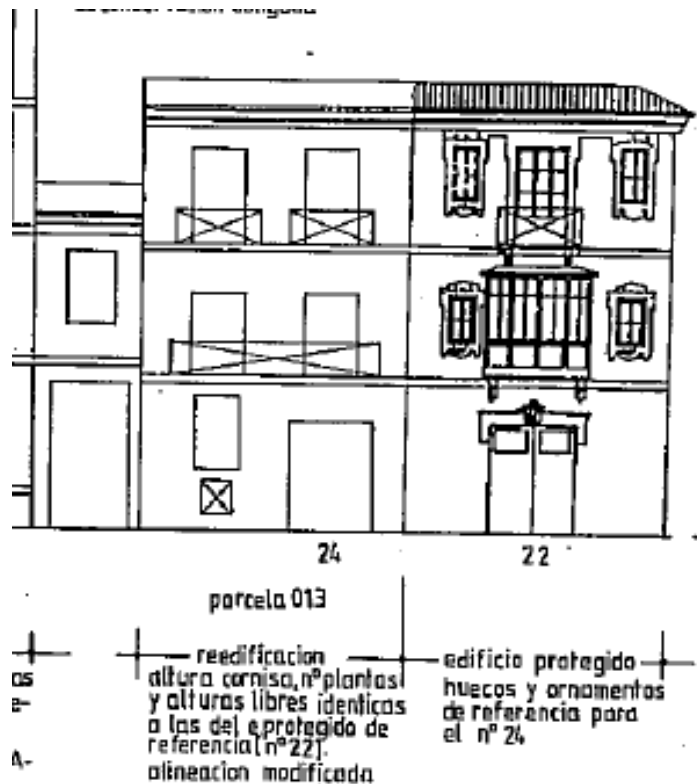 24
22
parcela 013
reedificacion
altura cornisa, nº plantas
y alturas libres identicas
a las del e.protegido de
referencia (nº 22).
alineacion modificada
edificio protegido
huecos y ornamentos
de referencia para
el nº 24
as
e-
A-